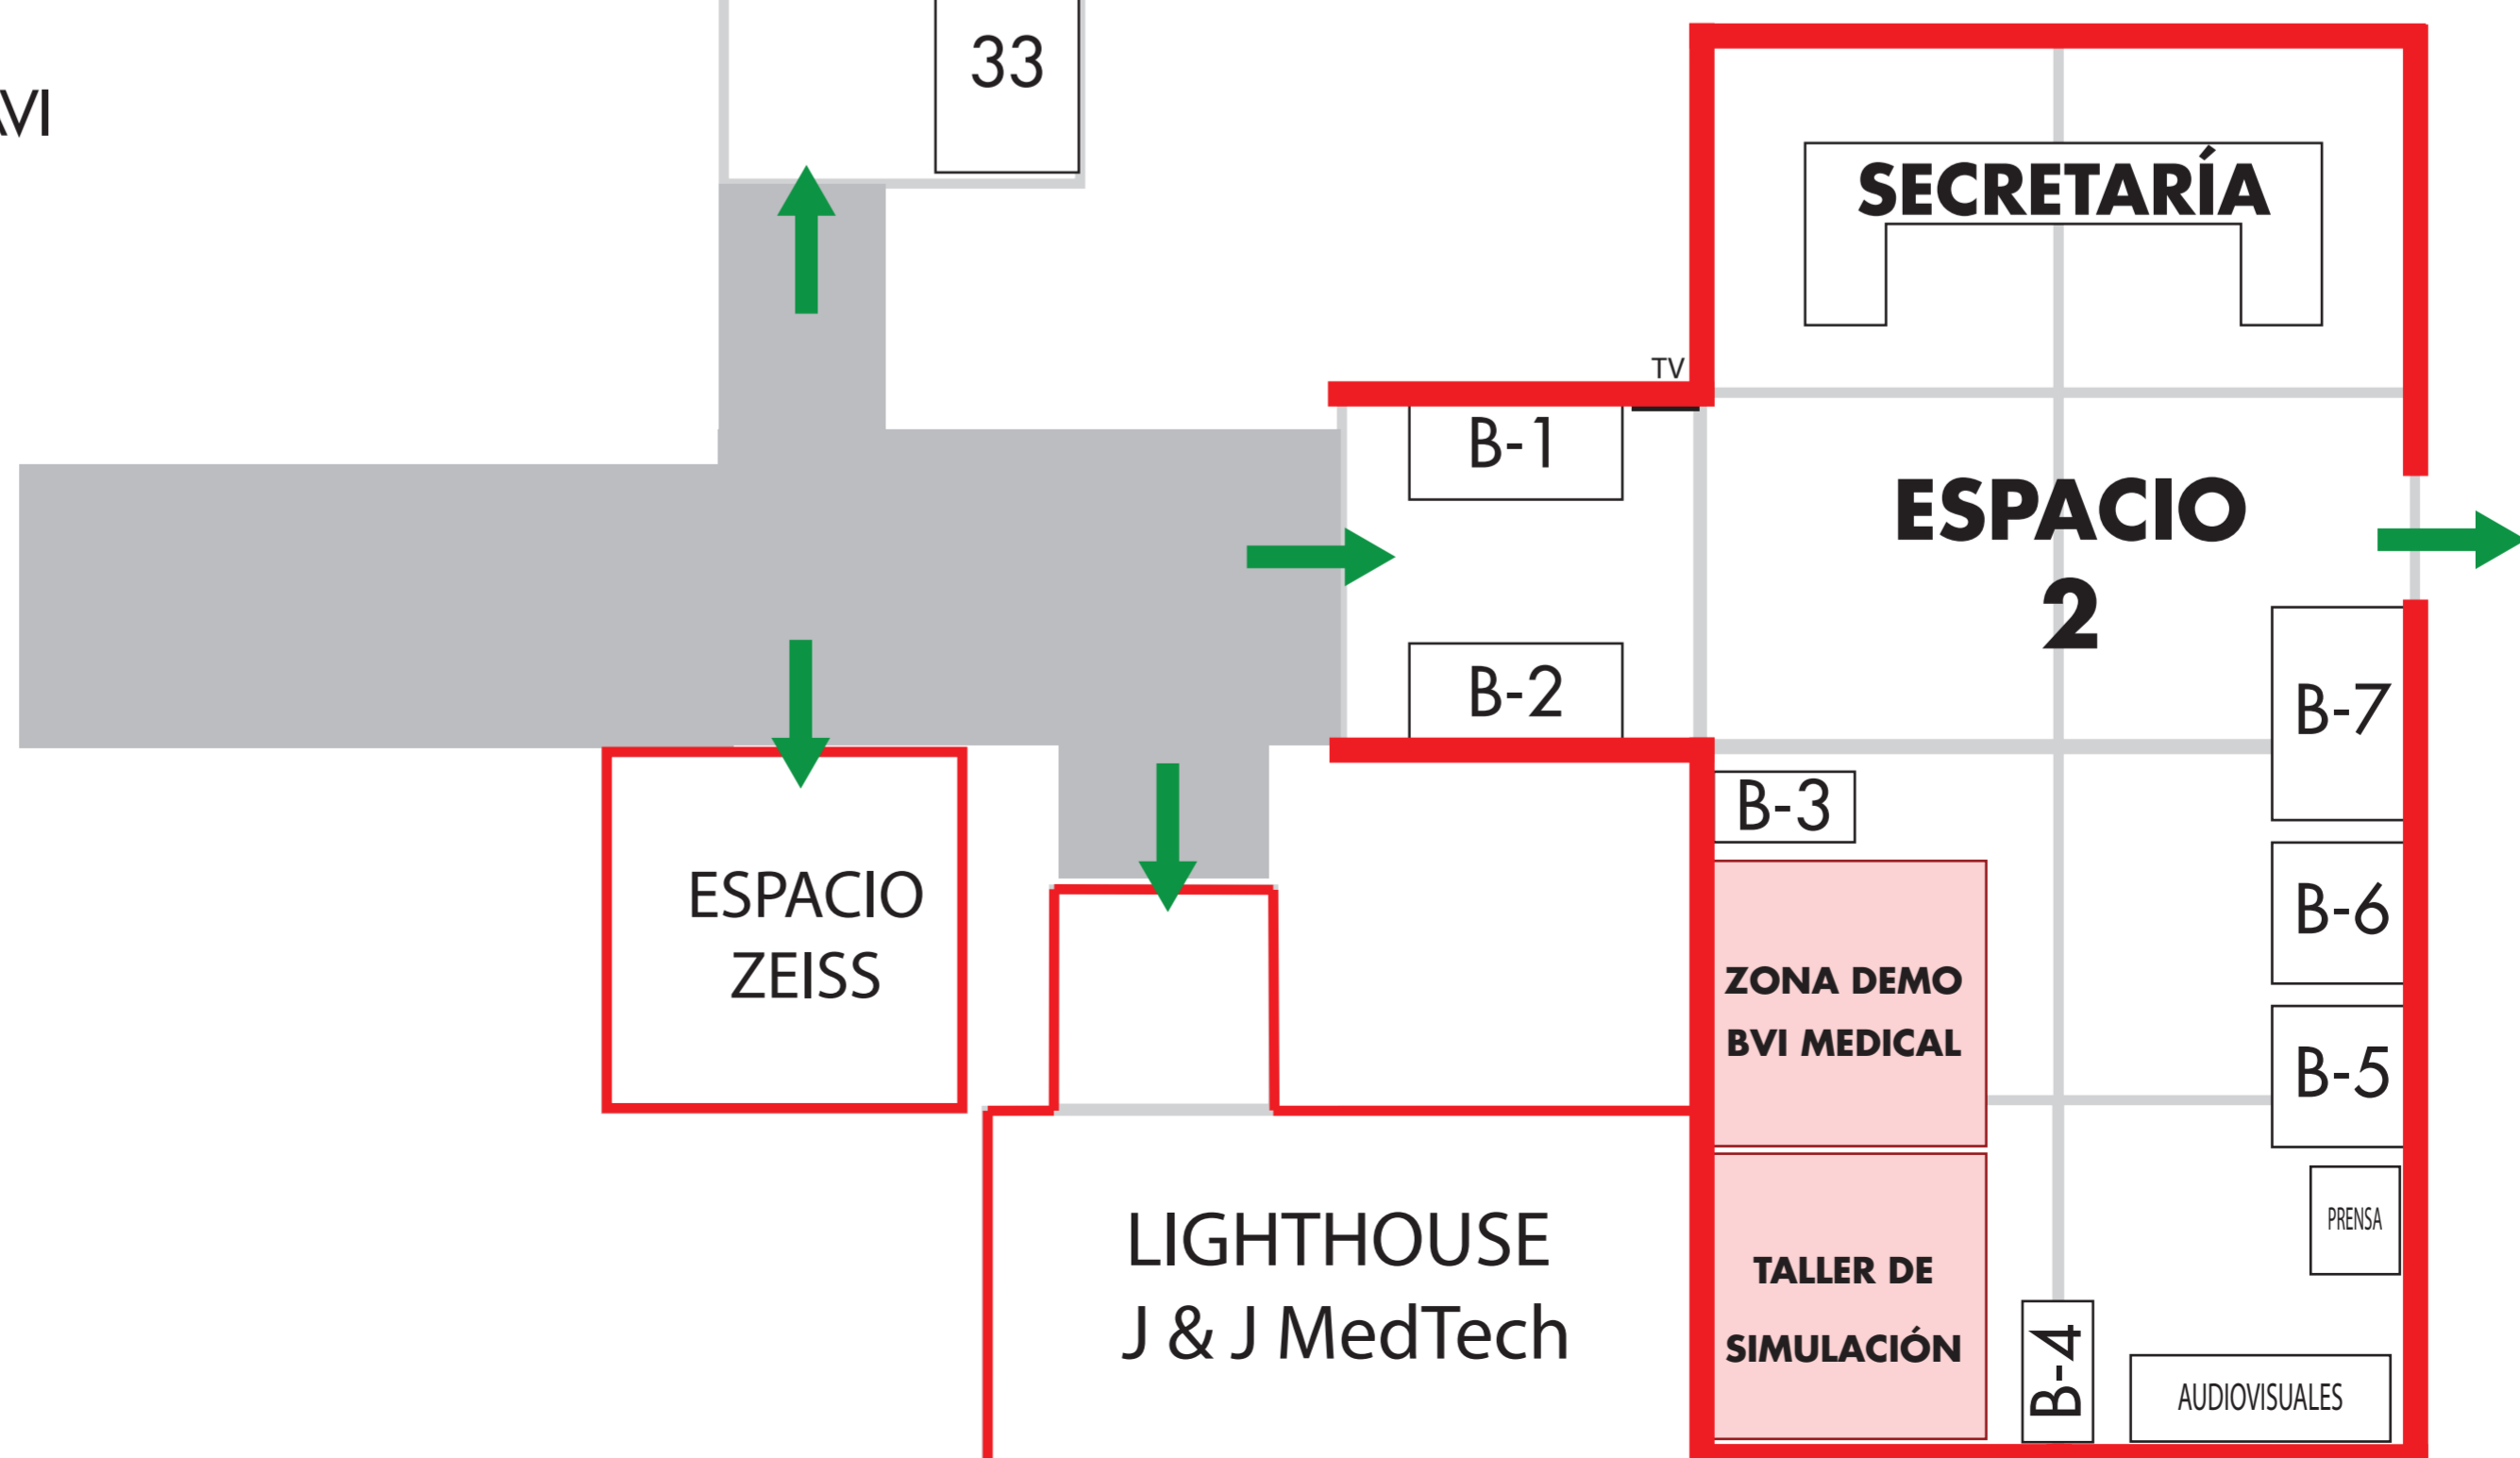 33
VI
SECRETARÍA
TV
B-1
ESPACIO
2
B-2
B-7
B-3
B-6
ESPACIO
ZEISS
ZONA DEMO
BVI MEDICAL
B-5
PRENSA
LIGHTHOUSE
J & J MedTech
TALLER DE
SIMULACIÓN
B-4
AUDIOVISUALES